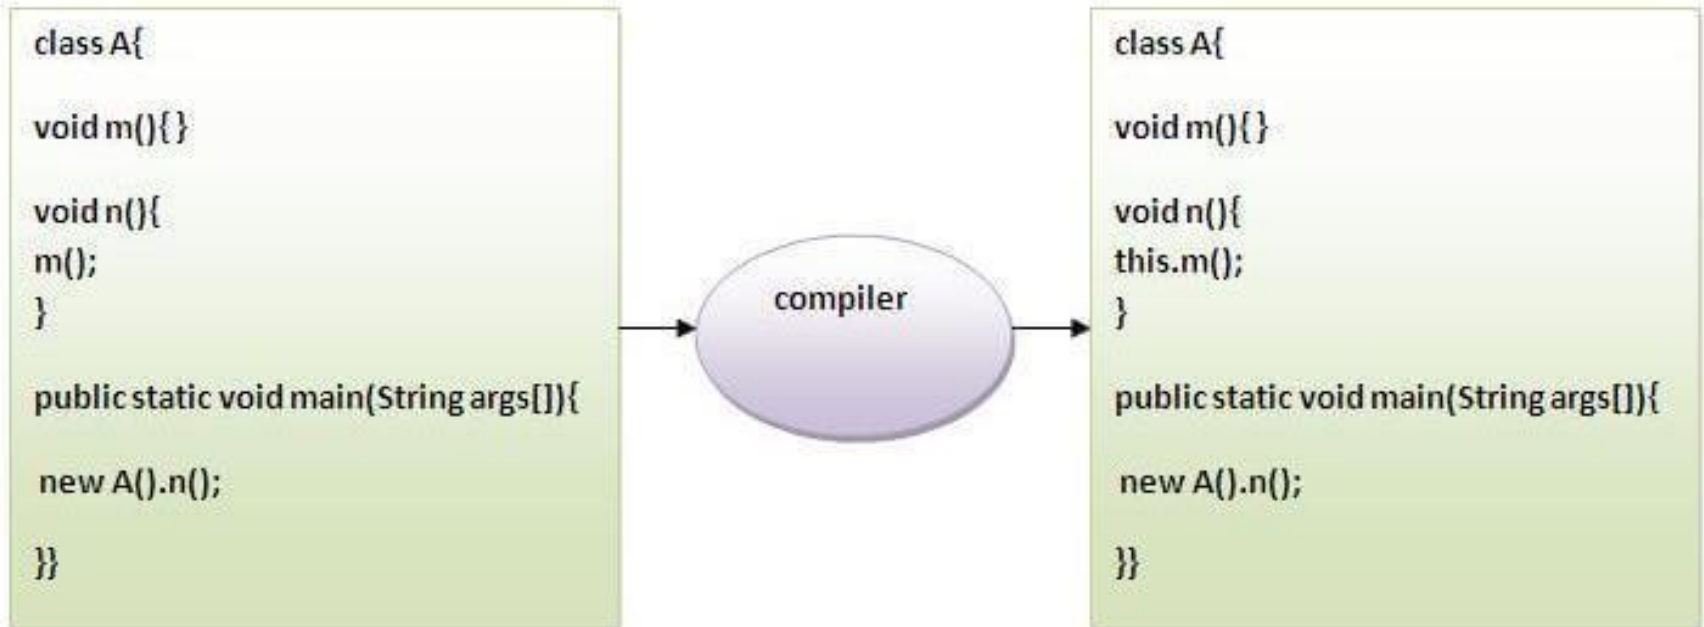 class A{
void m(){}
void n(){
m();
}
public static void main(String args[]){
new A().n();
}}
compiler
class A{
void m(){}
void n(){
this.m();
}
public static void main(String args[]){
new A().n();
}}